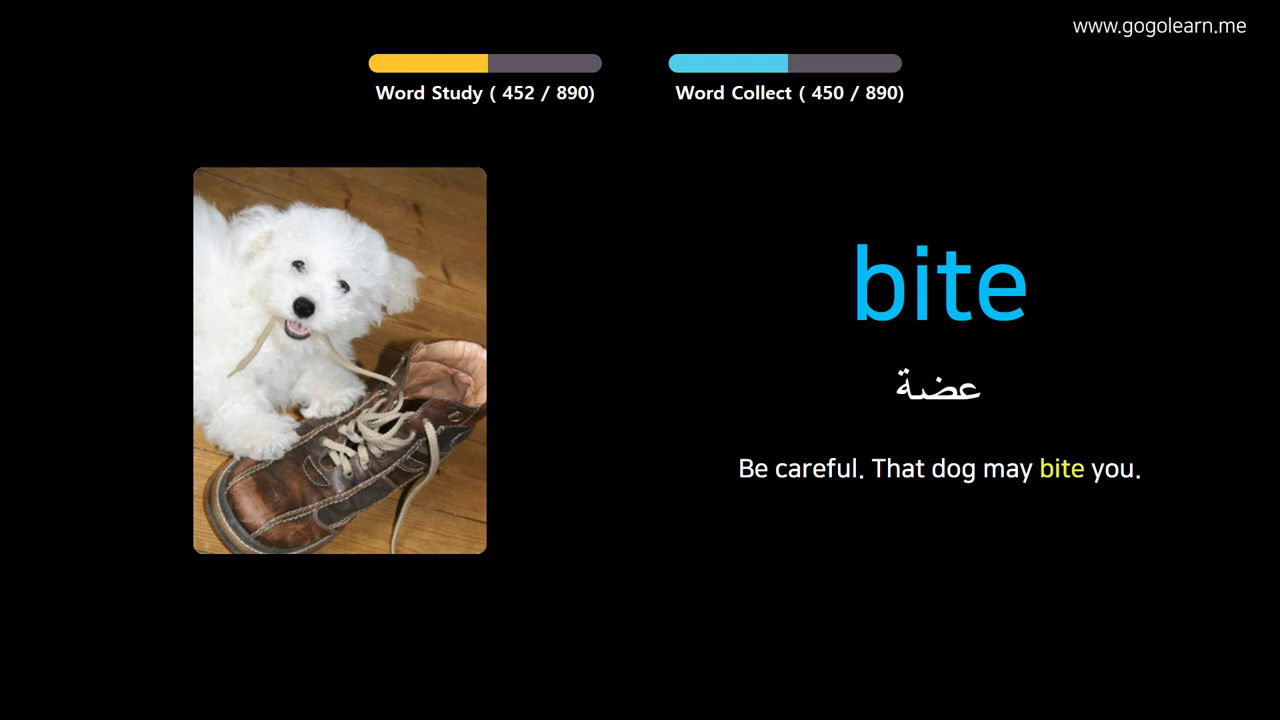 www.gogolearn.me
Word Study ( 452 / 890)
Word Collect ( 450 / 890)
bite
عضة
Be careful. That dog may bite you.